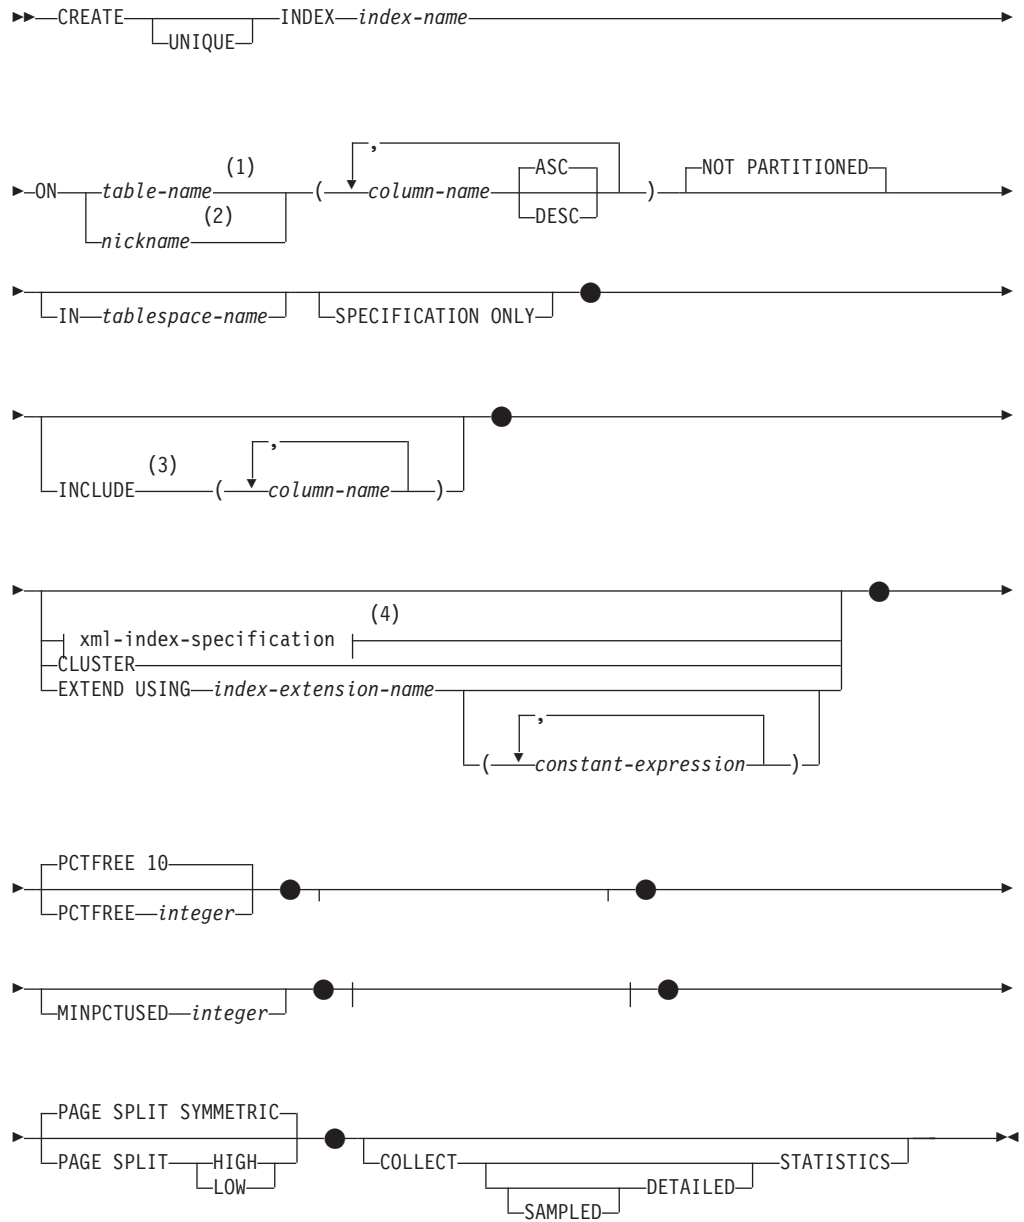 CREATE UNIQUE INDEX index-name
ON table-name (1) ( column-name , ASC DESC ) NOT PARTITIONED
nickname (2)
IN tablespace-name SPECIFICATION ONLY
INCLUDE (3) ( column-name , )
xml-index-specification (4)
CLUSTER
EXTEND USING index-extension-name
( constant-expression , )
PCTFREE 10
PCTFREE integer
MINPCTUSED integer
PAGE SPLIT SYMMETRIC
PAGE SPLIT HIGH
LOW
COLLECT STATISTICS
SAMPLED DETAILED